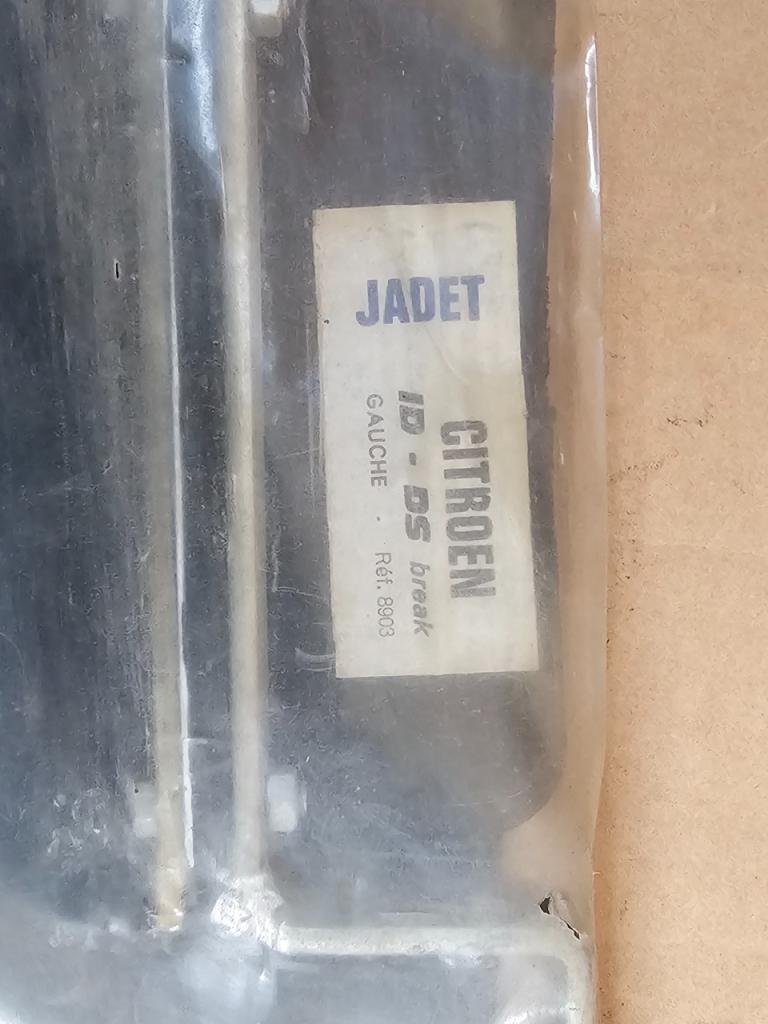 JADET
CITROEN
ID - DS break
GAUCHE - Réf. 8903